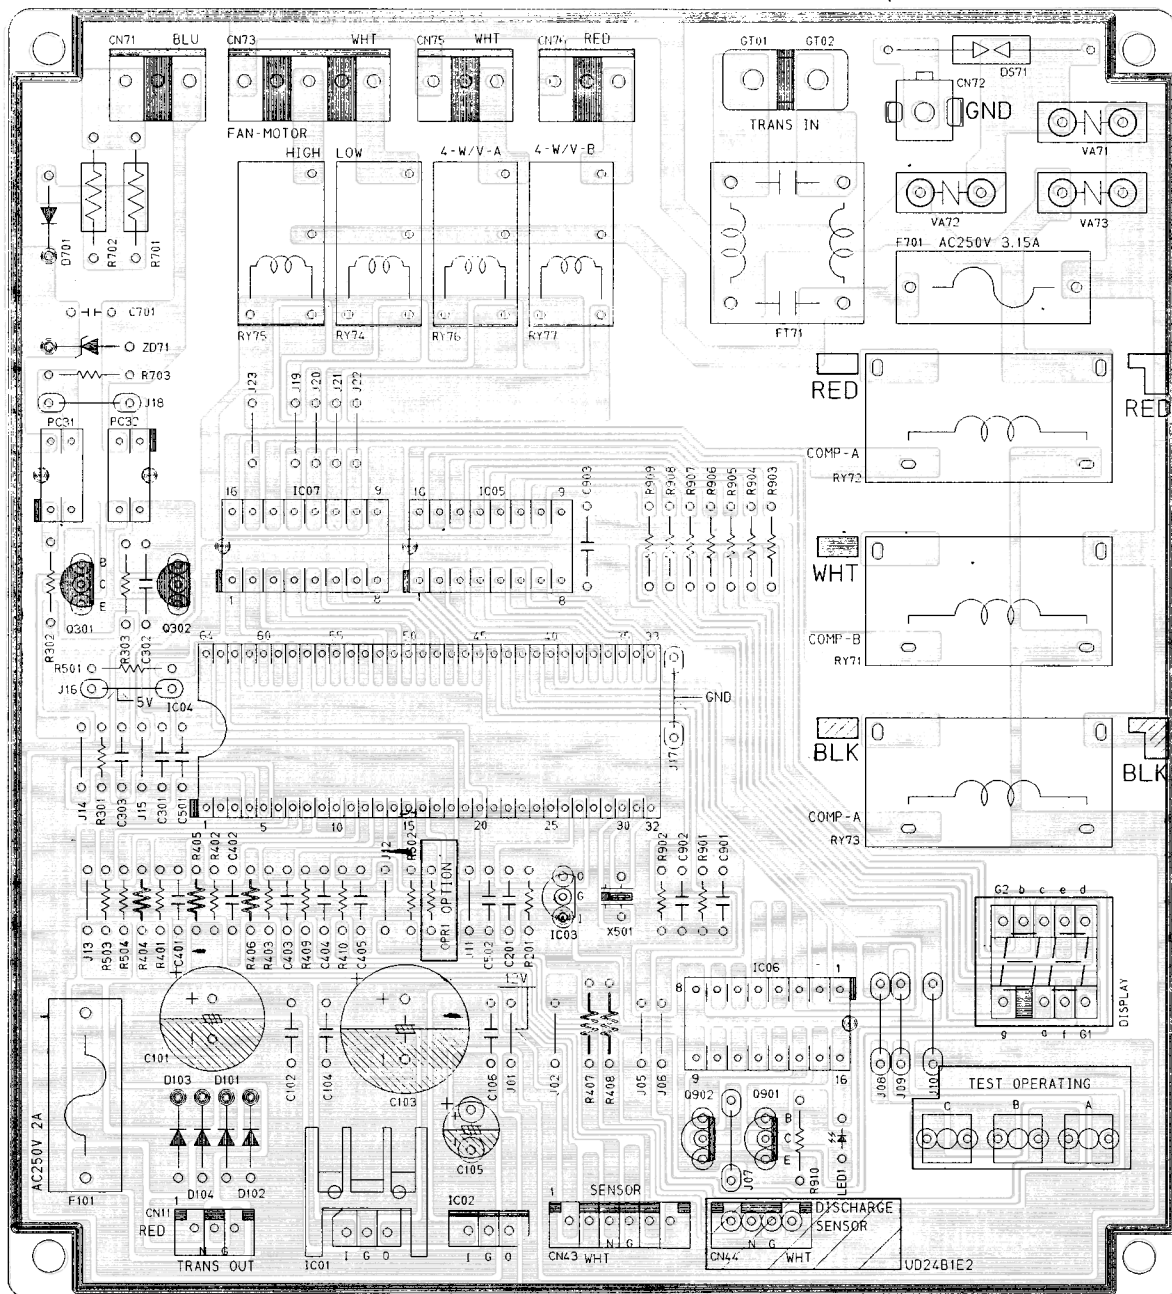 CN71 BLU CN73 WHT CN75 WHT CN76 RED GT01 GT02 DS71
CN72
GND
TRANS IN
VA71
FAN-MOTOR
HIGH LOW 4-W/V-A 4-W/V-B
VA72 VA73
D701 R702 R701
F701 AC250V 3.15A
C701
RY75 RY74 RY76 RY77 FT71
ZD71
R703
J18
J23 J19 J20 J21 J22
RED RED
PC31 PC32
COMP-A
RY72
16 IC07 9 16 IC05 9 C903 R909 R908 R907 R906 R905 R904 R903
WHT
B
C
E
1 8 1 8
R302 Q301 R303 C302 Q302
64 60 55 50 45 40 35 33
COMP-B
RY71
R501
J16 5V IC04
GND
J17
BLK BLK
J14 R301 C303 J15 C301 C501
1 5 10 15 20 25 30 32
COMP-A
RY73
R405 R402 C402 J12 R502 R902 C902 R901 C901
OPR1 OPTION
O
G
I
IC03 X501
G2 b c e d
J13 R503 R504 R404 R401 C401 R406 R403 C403 R409 C404 R410 C405 J11 C502 C201 R201
12V
8 IC06 1
g a f G1
DISPLAY
C101 C102 C104 C103 C106 J01 J02 R407 R408 J05 J06
9 16
J08 J09 J10
D103 D101
Q902 Q901
TEST OPERATING
C B A
AC250V 2A
F101
C105
B
C
E
J07 R910 LED1
D104 D102
CN11 1
RED
N G
TRANS OUT
IC01 I G O
IC02
I G O
1 SENSOR
N G
CN43 WHT
DISCHARGE
SENSOR
N G
CN44 WHT
UD24B1E2